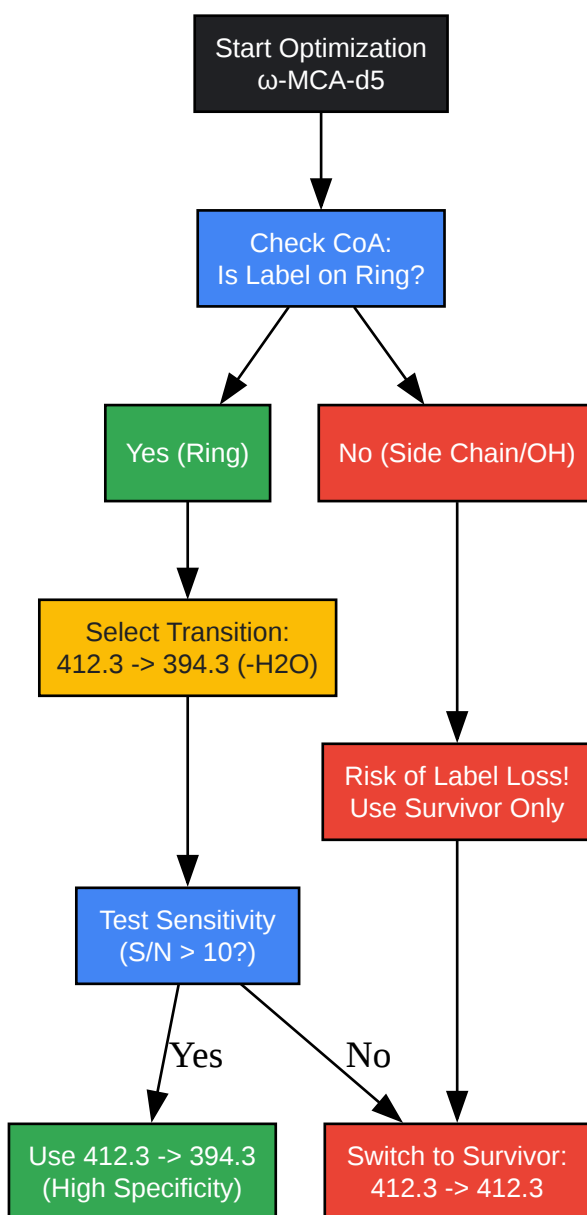 Start Optimization
ω-MCA-d5
Check CoA:
Is Label on Ring?
Yes (Ring)
No (Side Chain/OH)
Select Transition:
412.3 -> 394.3 (-H2O)
Risk of Label Loss!
Use Survivor Only
Test Sensitivity
(S/N > 10?)
Yes
No
Use 412.3 -> 394.3
(High Specificity)
Switch to Survivor:
412.3 -> 412.3